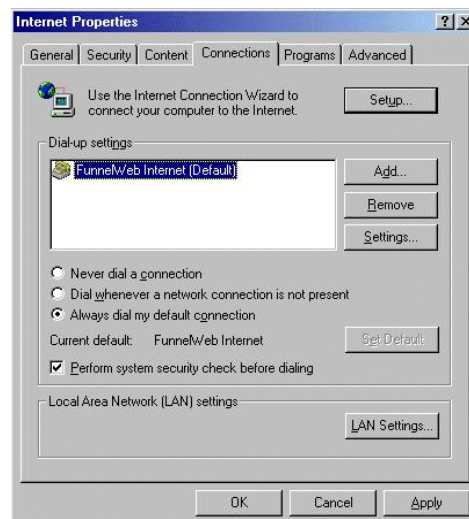 Internet Properties
General Security Content Connections Programs Advanced
Use the Internet Connection Wizard to
connect your computer to the Internet.
Setup...
Dial-up settings
FunnelWeb Internet (Default)
Add...
Remove
Settings...
Never dial a connection
Dial whenever a network connection is not present
Always dial my default connection
Current default: FunnelWeb Internet
Set Default
Perform system security check before dialing
Local Area Network (LAN) settings
LAN Settings...
OK Cancel Apply